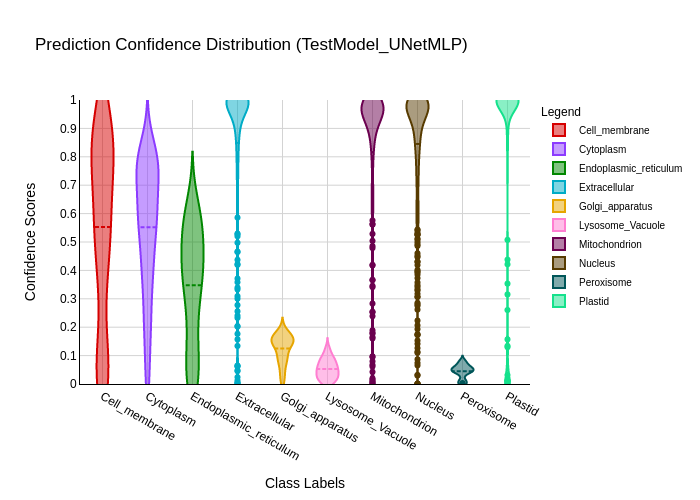 Prediction Confidence Distribution (TestModel_UNetMLP)
Legend
Cell_membrane
Cytoplasm
Endoplasmic_reticulum
Extracellular
Golgi_apparatus
Lysosome_Vacuole
Mitochondrion
Nucleus
Peroxisome
Plastid
Confidence Scores
1
0.9
0.8
0.7
0.6
0.5
0.4
0.3
0.2
0.1
0
Cell_membrane
Cytoplasm
Endoplasmic_reticulum
Extracellular
Golgi_apparatus
Lysosome_Vacuole
Mitochondrion
Nucleus
Peroxisome
Plastid
Class Labels